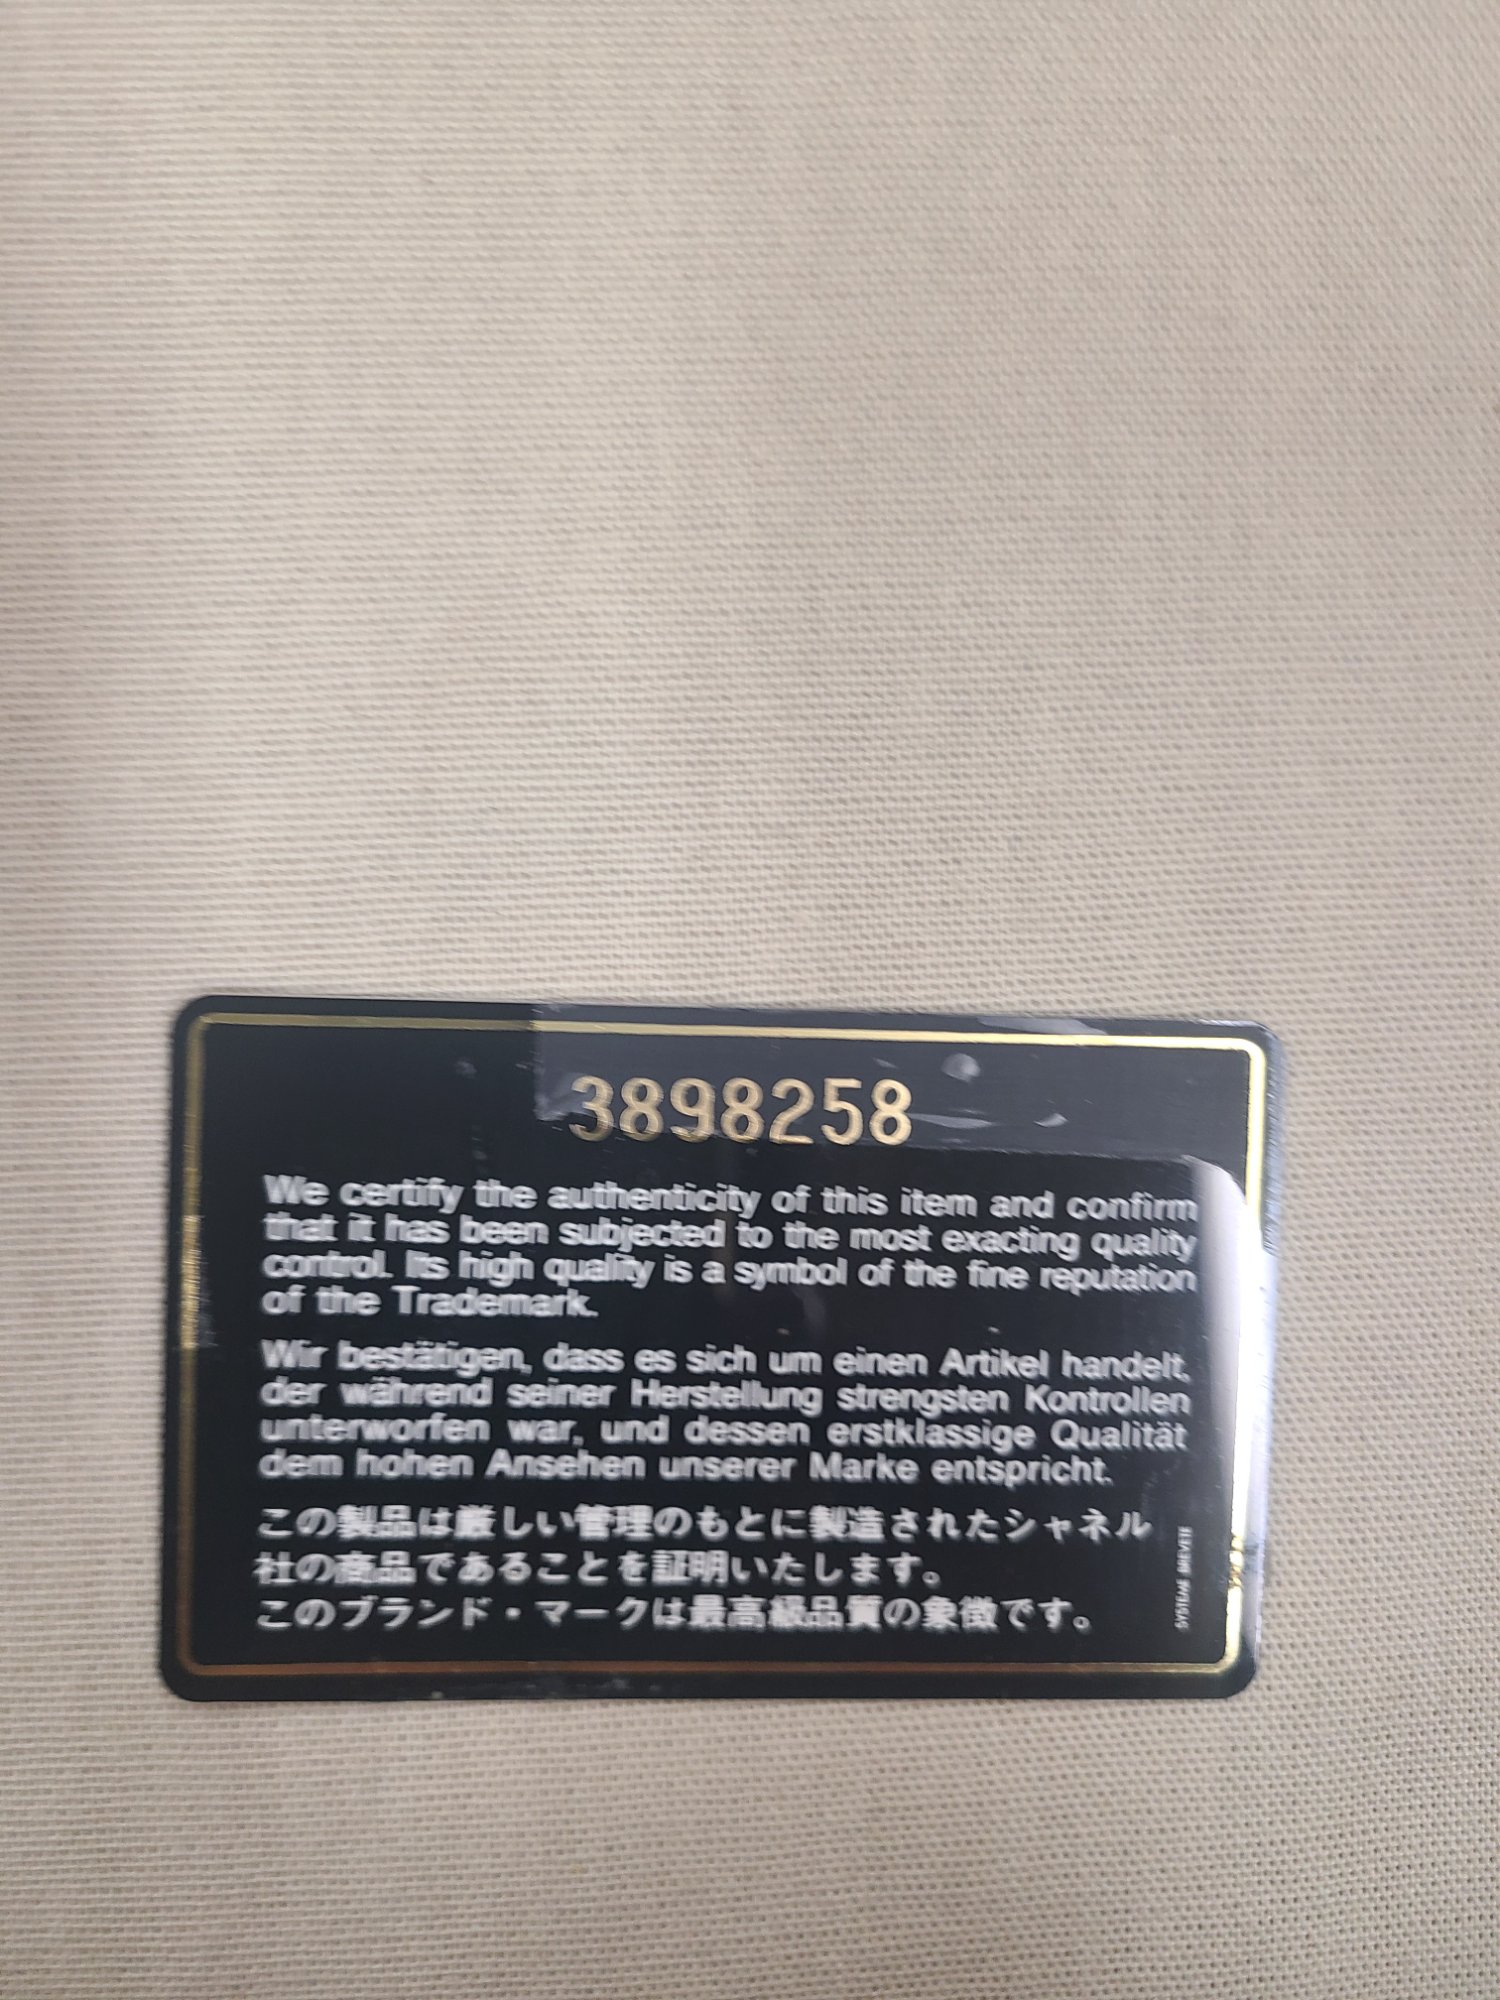 3898258
We certify the authenticity of this item and confirm
that it has been subjected to the most exacting quality
control. Its high quality is a symbol of the fine reputation
of the Trademark.
Wir bestätigen, dass es sich um einen Artikel handelt,
der während seiner Herstellung strengsten Kontrollen
unterworfen war, und dessen erstklassige Qualität
dem hohen Ansehen unserer Marke entspricht.
この製品は厳しい管理のもとに製造されたシャネル
社の商品であることを証明いたします。
このブランド・マークは最高級品質の象徴です。
SYSTEME BREVETE